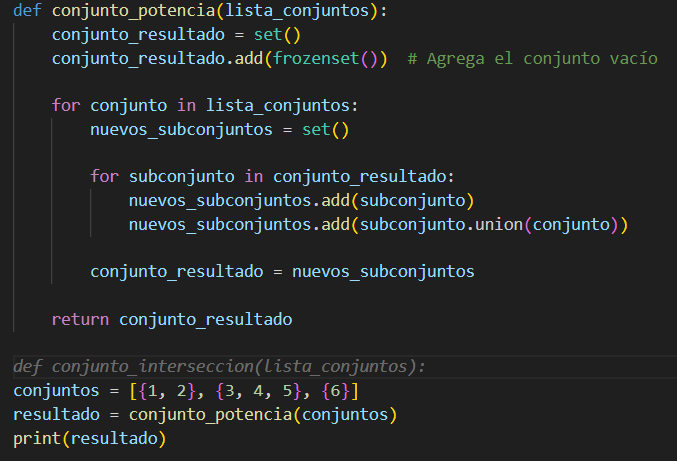 def conjunto_potencia(lista_conjuntos):
    conjunto_resultado = set()
    conjunto_resultado.add(frozenset())  # Agrega el conjunto vacío
    for conjunto in lista_conjuntos:
        nuevos_subconjuntos = set()
        for subconjunto in conjunto_resultado:
            nuevos_subconjuntos.add(subconjunto)
            nuevos_subconjuntos.add(subconjunto.union(conjunto))
        conjunto_resultado = nuevos_subconjuntos
    return conjunto_resultado
def conjunto_interseccion(lista_conjuntos):
conjuntos = [{1, 2}, {3, 4, 5}, {6}]
resultado = conjunto_potencia(conjuntos)
print(resultado)